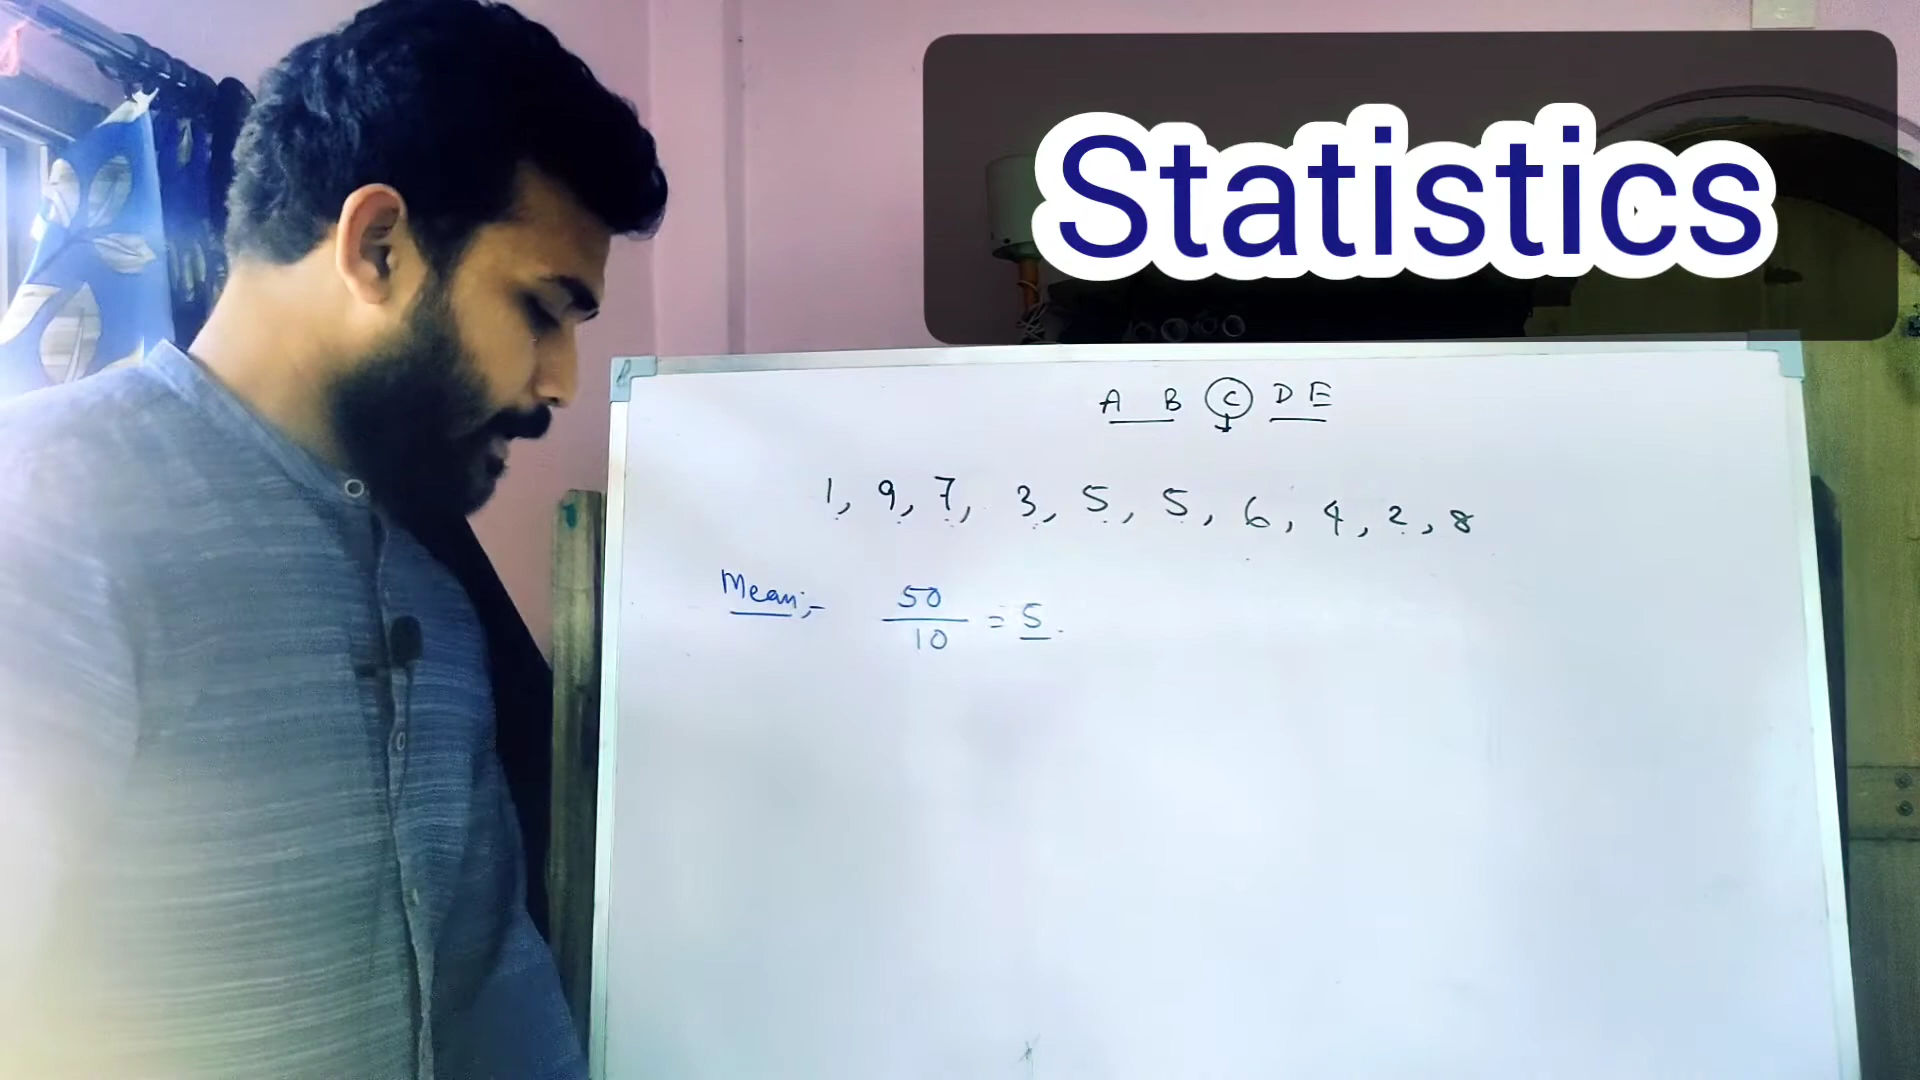 Statistics
A B C D E
1, 9, 7, 3, 5, 5, 6, 4, 2, 8
Mean:- 50/10 = 5.